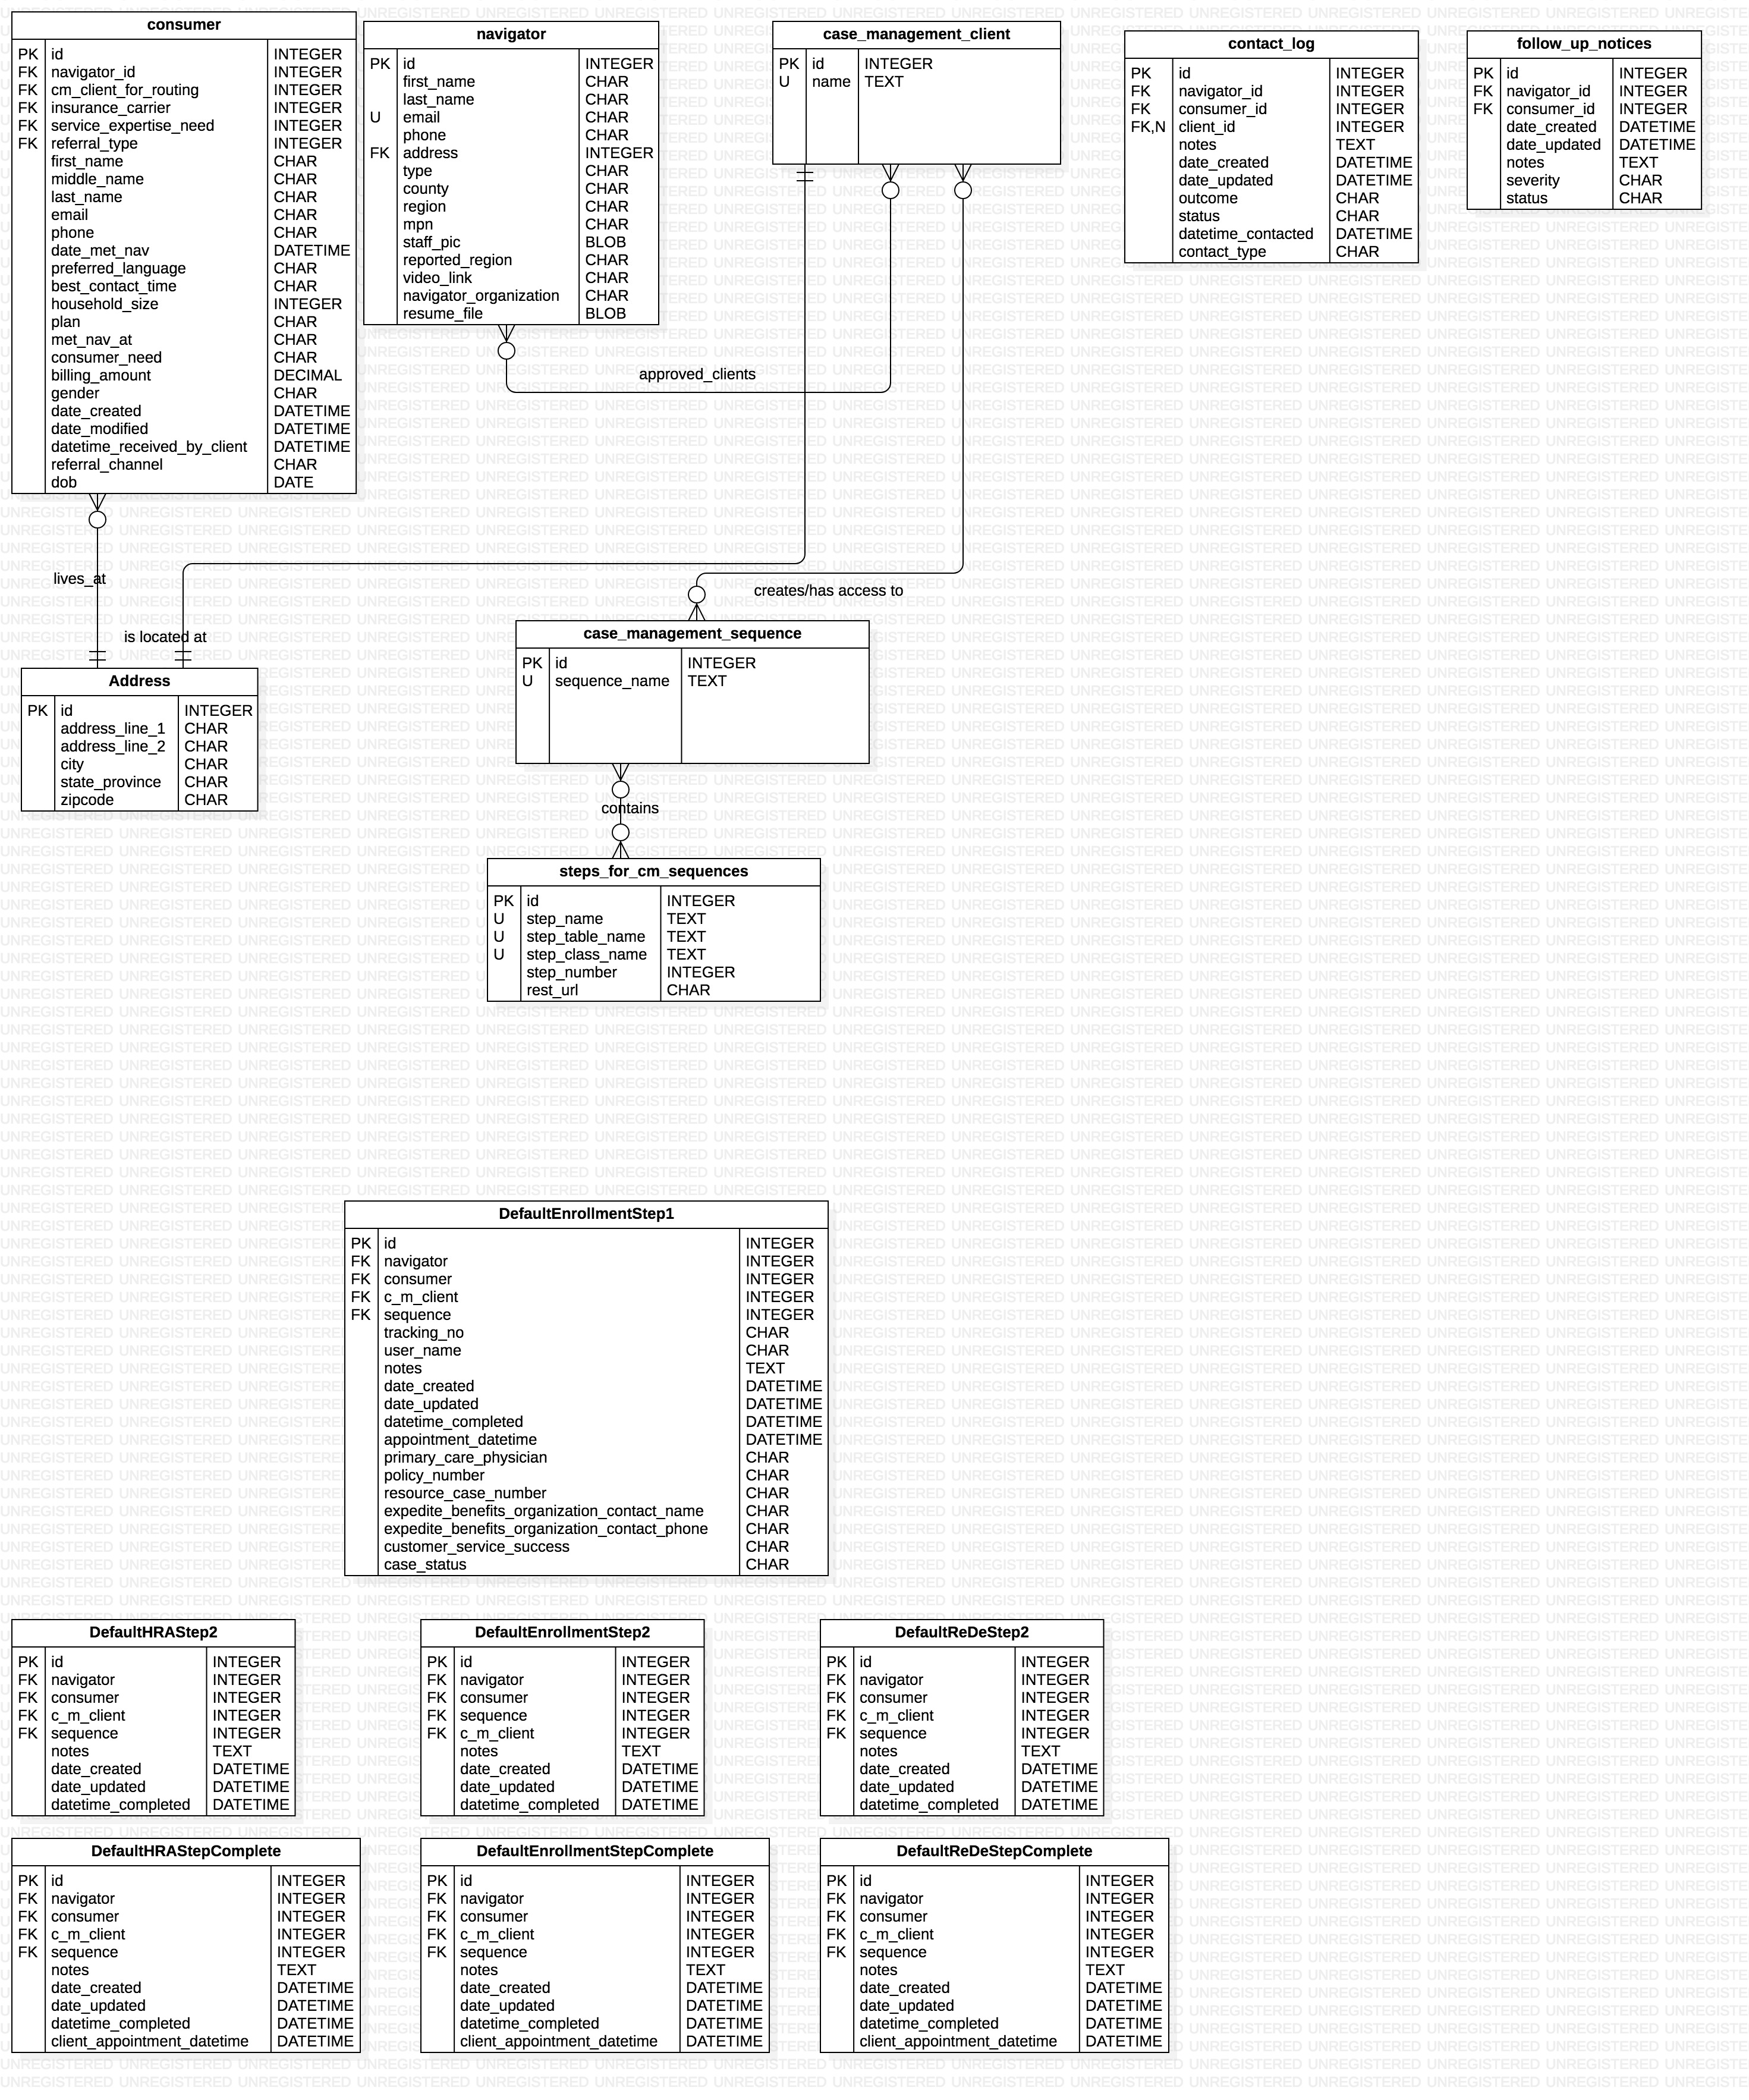 consumer
PK id INTEGER
FK navigator_id INTEGER
FK cm_client_for_routing INTEGER
FK insurance_carrier INTEGER
FK service_expertise_need INTEGER
FK referral_type INTEGER
first_name CHAR
middle_name CHAR
last_name CHAR
email CHAR
phone CHAR
date_met_nav DATETIME
preferred_language CHAR
best_contact_time CHAR
household_size INTEGER
plan CHAR
met_nav_at CHAR
consumer_need CHAR
billing_amount DECIMAL
gender CHAR
date_created DATETIME
date_modified DATETIME
datetime_received_by_client DATETIME
referral_channel CHAR
dob DATE
navigator
PK id INTEGER
first_name CHAR
last_name CHAR
U email CHAR
phone CHAR
FK address INTEGER
type CHAR
county CHAR
region CHAR
mpn CHAR
staff_pic BLOB
reported_region CHAR
video_link CHAR
navigator_organization CHAR
resume_file BLOB
case_management_client
PK id INTEGER
U name TEXT
contact_log
PK id INTEGER
FK navigator_id INTEGER
FK consumer_id INTEGER
FK,N client_id INTEGER
notes TEXT
date_created DATETIME
date_updated DATETIME
outcome CHAR
status CHAR
datetime_contacted DATETIME
contact_type CHAR
follow_up_notices
PK id INTEGER
FK navigator_id INTEGER
FK consumer_id INTEGER
date_created DATETIME
date_updated DATETIME
notes TEXT
severity CHAR
status CHAR
approved_clients
lives_at
is located at
creates/has access to
Address
PK id INTEGER
address_line_1 CHAR
address_line_2 CHAR
city CHAR
state_province CHAR
zipcode CHAR
case_management_sequence
PK id INTEGER
U sequence_name TEXT
contains
steps_for_cm_sequences
PK id INTEGER
U step_name TEXT
U step_table_name TEXT
U step_class_name TEXT
step_number INTEGER
rest_url CHAR
DefaultEnrollmentStep1
PK id INTEGER
FK navigator INTEGER
FK consumer INTEGER
FK c_m_client INTEGER
FK sequence INTEGER
tracking_no CHAR
user_name CHAR
notes TEXT
date_created DATETIME
date_updated DATETIME
datetime_completed DATETIME
appointment_datetime DATETIME
primary_care_physician CHAR
policy_number CHAR
resource_case_number CHAR
expedite_benefits_organization_contact_name CHAR
expedite_benefits_organization_contact_phone CHAR
customer_service_success CHAR
case_status CHAR
DefaultHRAStep2
PK id INTEGER
FK navigator INTEGER
FK consumer INTEGER
FK c_m_client INTEGER
FK sequence INTEGER
notes TEXT
date_created DATETIME
date_updated DATETIME
datetime_completed DATETIME
DefaultEnrollmentStep2
PK id INTEGER
FK navigator INTEGER
FK consumer INTEGER
FK sequence INTEGER
FK c_m_client INTEGER
notes TEXT
date_created DATETIME
date_updated DATETIME
datetime_completed DATETIME
DefaultReDeStep2
PK id INTEGER
FK navigator INTEGER
FK consumer INTEGER
FK c_m_client INTEGER
FK sequence INTEGER
notes TEXT
date_created DATETIME
date_updated DATETIME
datetime_completed DATETIME
DefaultHRAStepComplete
PK id INTEGER
FK navigator INTEGER
FK consumer INTEGER
FK c_m_client INTEGER
FK sequence INTEGER
notes TEXT
date_created DATETIME
date_updated DATETIME
datetime_completed DATETIME
client_appointment_datetime DATETIME
DefaultEnrollmentStepComplete
PK id INTEGER
FK navigator INTEGER
FK consumer INTEGER
FK c_m_client INTEGER
FK sequence INTEGER
notes TEXT
date_created DATETIME
date_updated DATETIME
datetime_completed DATETIME
client_appointment_datetime DATETIME
DefaultReDeStepComplete
PK id INTEGER
FK navigator INTEGER
FK consumer INTEGER
FK c_m_client INTEGER
FK sequence INTEGER
notes TEXT
date_created DATETIME
date_updated DATETIME
datetime_completed DATETIME
client_appointment_datetime DATETIME
UNREGISTERED